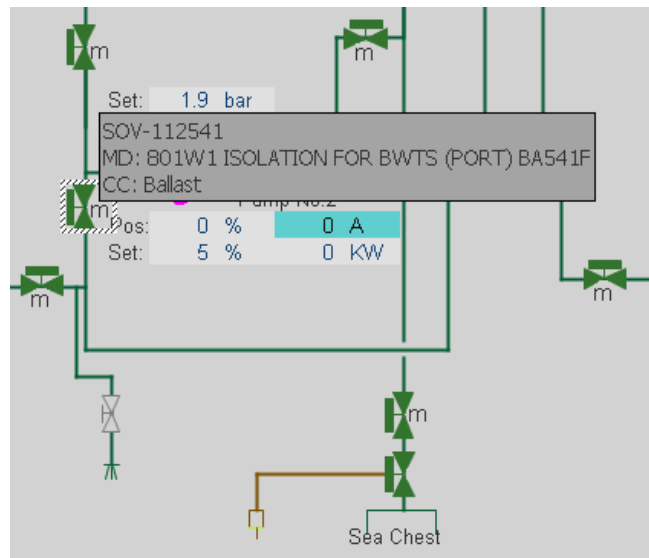 m
m
Set: 1.9 bar
SOV-112541
MD: 801W1 ISOLATION FOR BWTS (PORT) BA541F
CC: Ballast
m Pump No.2
Pos: 0 % 0 A
Set: 5 % 0 KW
m
m
m
Sea Chest